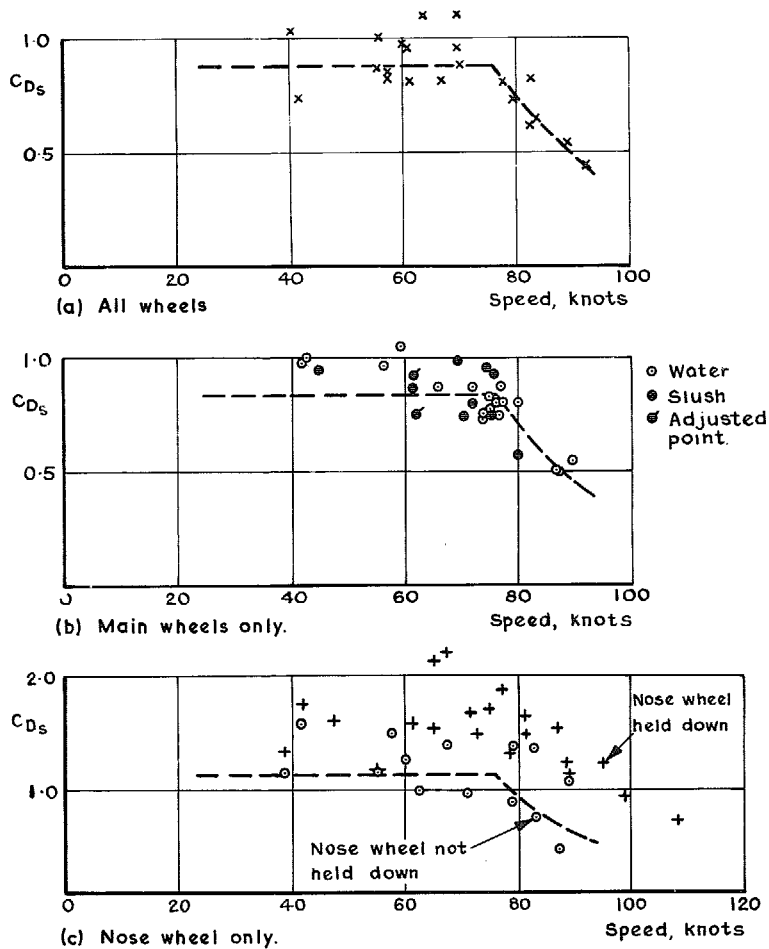 1·0
C_Ds
0·5
0 20 40 60 80 100
(a) All wheels Speed, knots
1·0
C_Ds
0·5
0 20 40 60 80 100
(b) Main wheels only. Speed, knots
Water
Slush
Adjusted
point.
2·0
C_Ds
1·0
Nose wheel
held down
Nose wheel not
held down
40 60 80 100 120
(c) Nose wheel only. Speed, knots